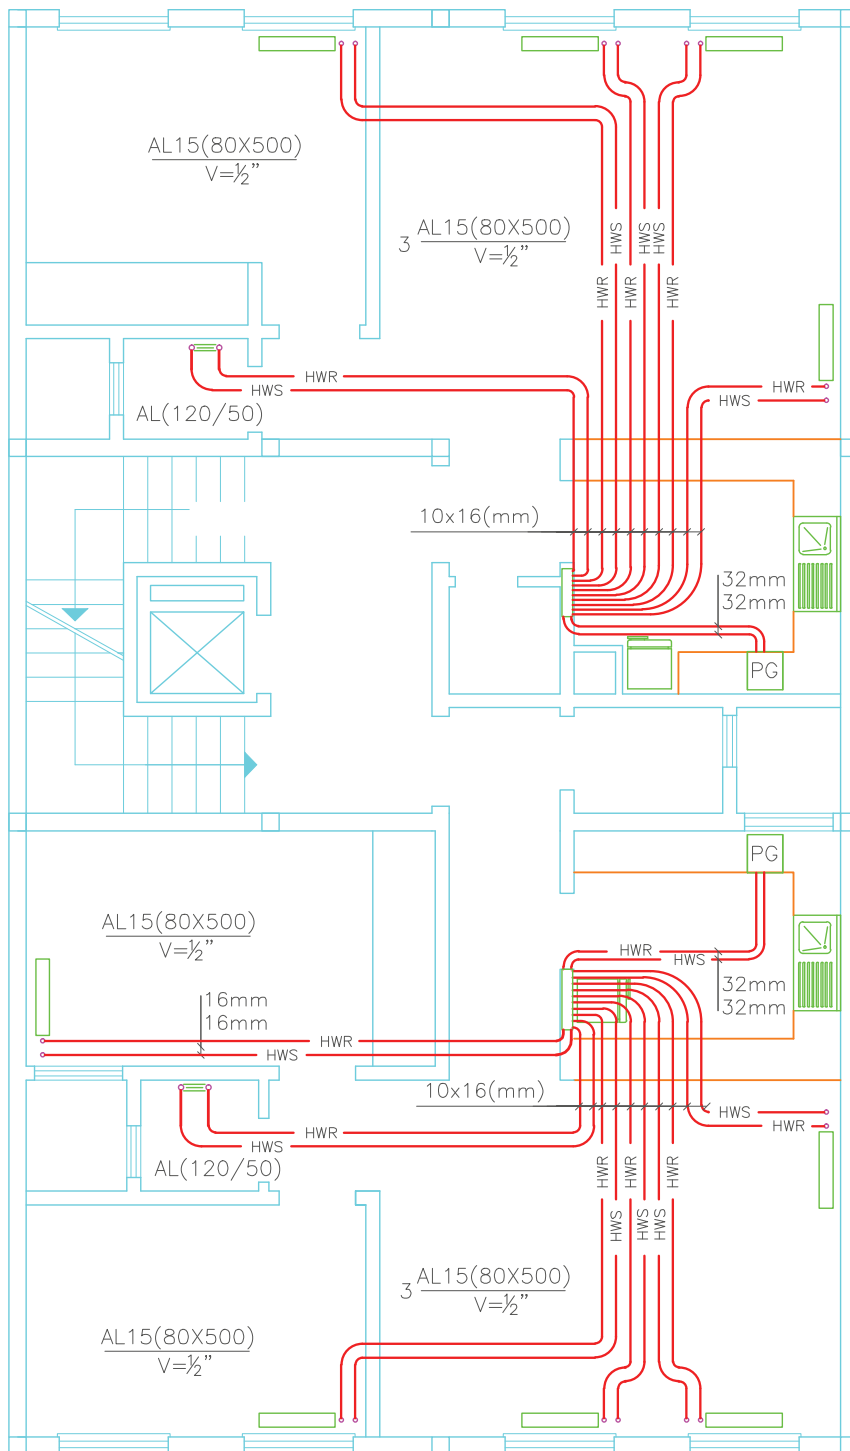 AL15(80X500)
V=½"
3 AL15(80X500)
V=½"
HWS
HWS
HWS
HWR
HWR
HWR
HWR
HWS
AL(120/50)
HWR
HWS
10x16(mm)
32mm
32mm
PG
PG
AL15(80X500)
V=½"
HWR
HWS
32mm
32mm
16mm
16mm
HWR
HWS
10x16(mm)
HWS
HWR
HWR
HWS
AL(120/50)
HWR
HWR
HWR
HWS
HWS
HWS
3 AL15(80X500)
V=½"
AL15(80X500)
V=½"